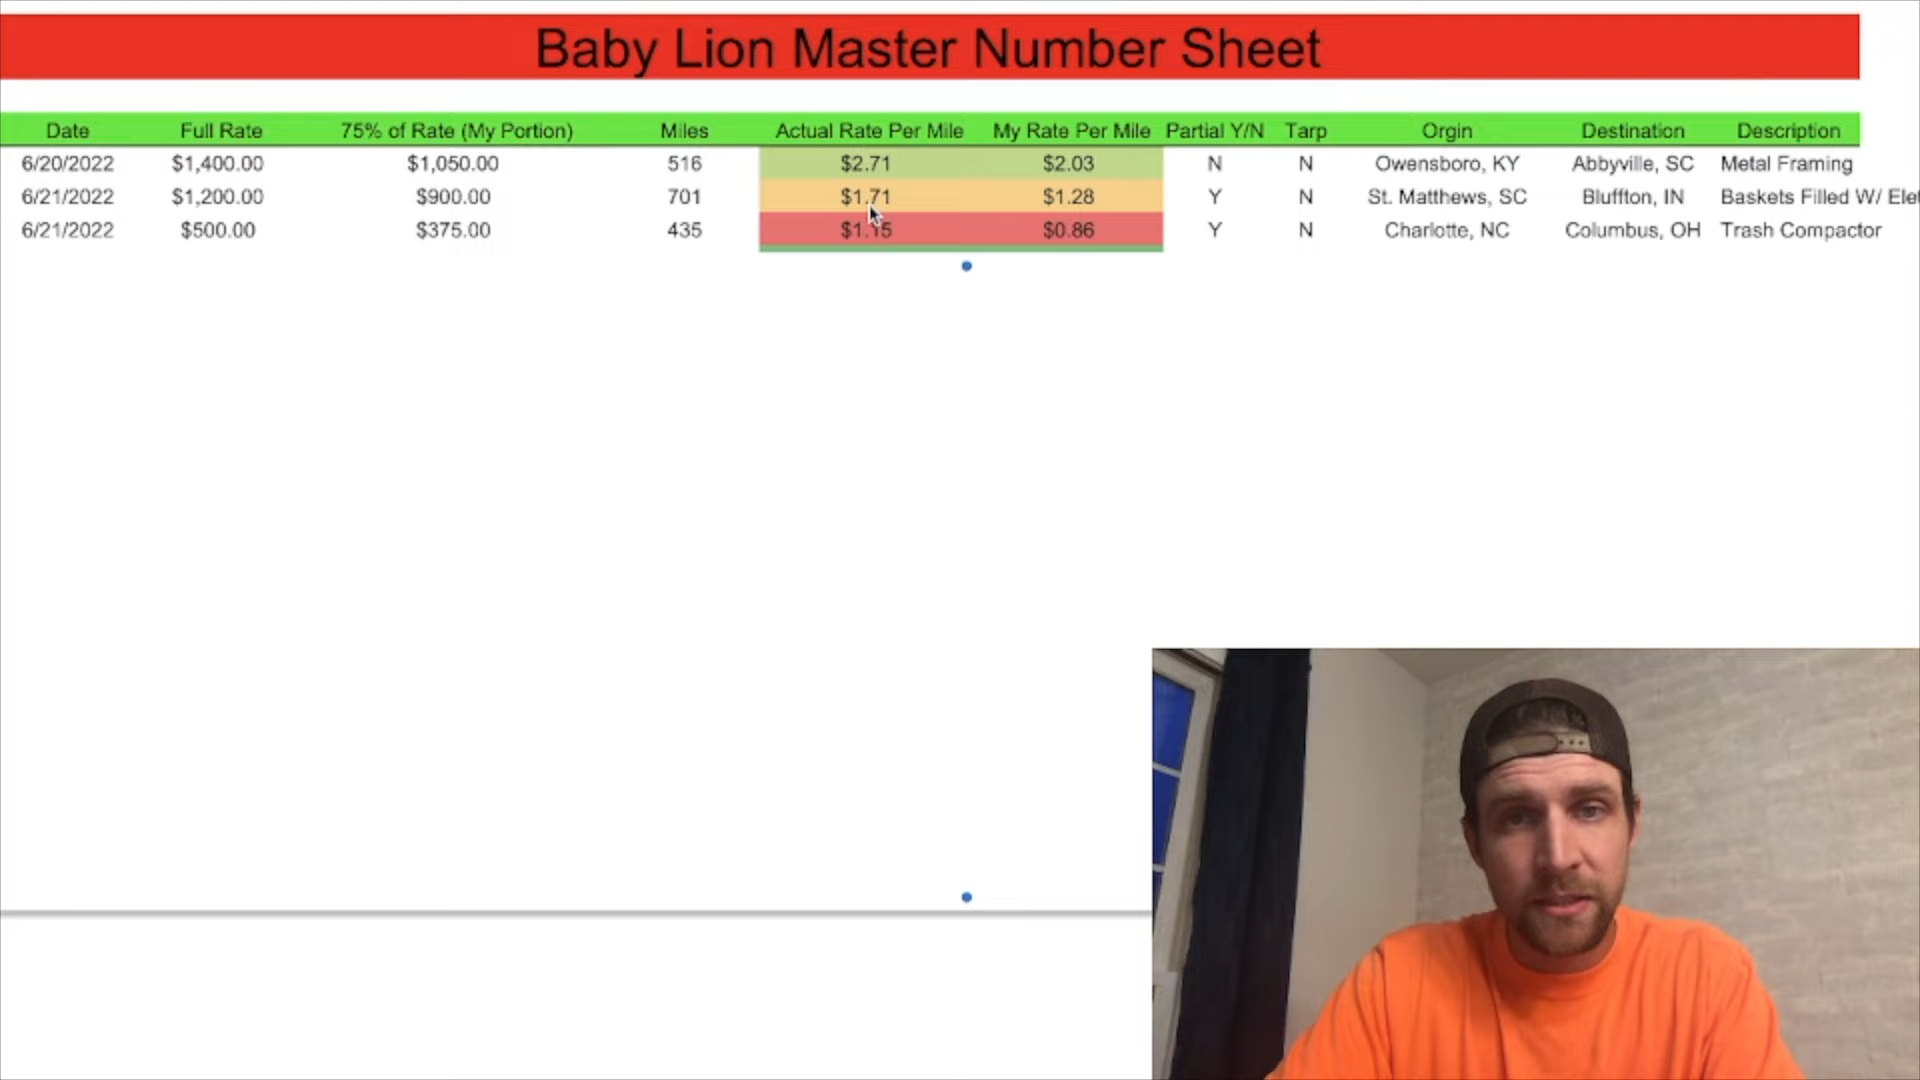 Baby Lion Master Number Sheet
Date Full Rate 75% of Rate (My Portion) Miles Actual Rate Per Mile My Rate Per Mile Partial Y/N Tarp Orgin Destination Description
6/20/2022 $1,400.00 $1,050.00 516 $2.71 $2.03 N N Owensboro, KY Abbyville, SC Metal Framing
6/21/2022 $1,200.00 $900.00 701 $1.71 $1.28 Y N St. Matthews, SC Bluffton, IN Baskets Filled W/
6/21/2022 $500.00 $375.00 435 $1.15 $0.86 Y N Charlotte, NC Columbus, OH Trash Compactor